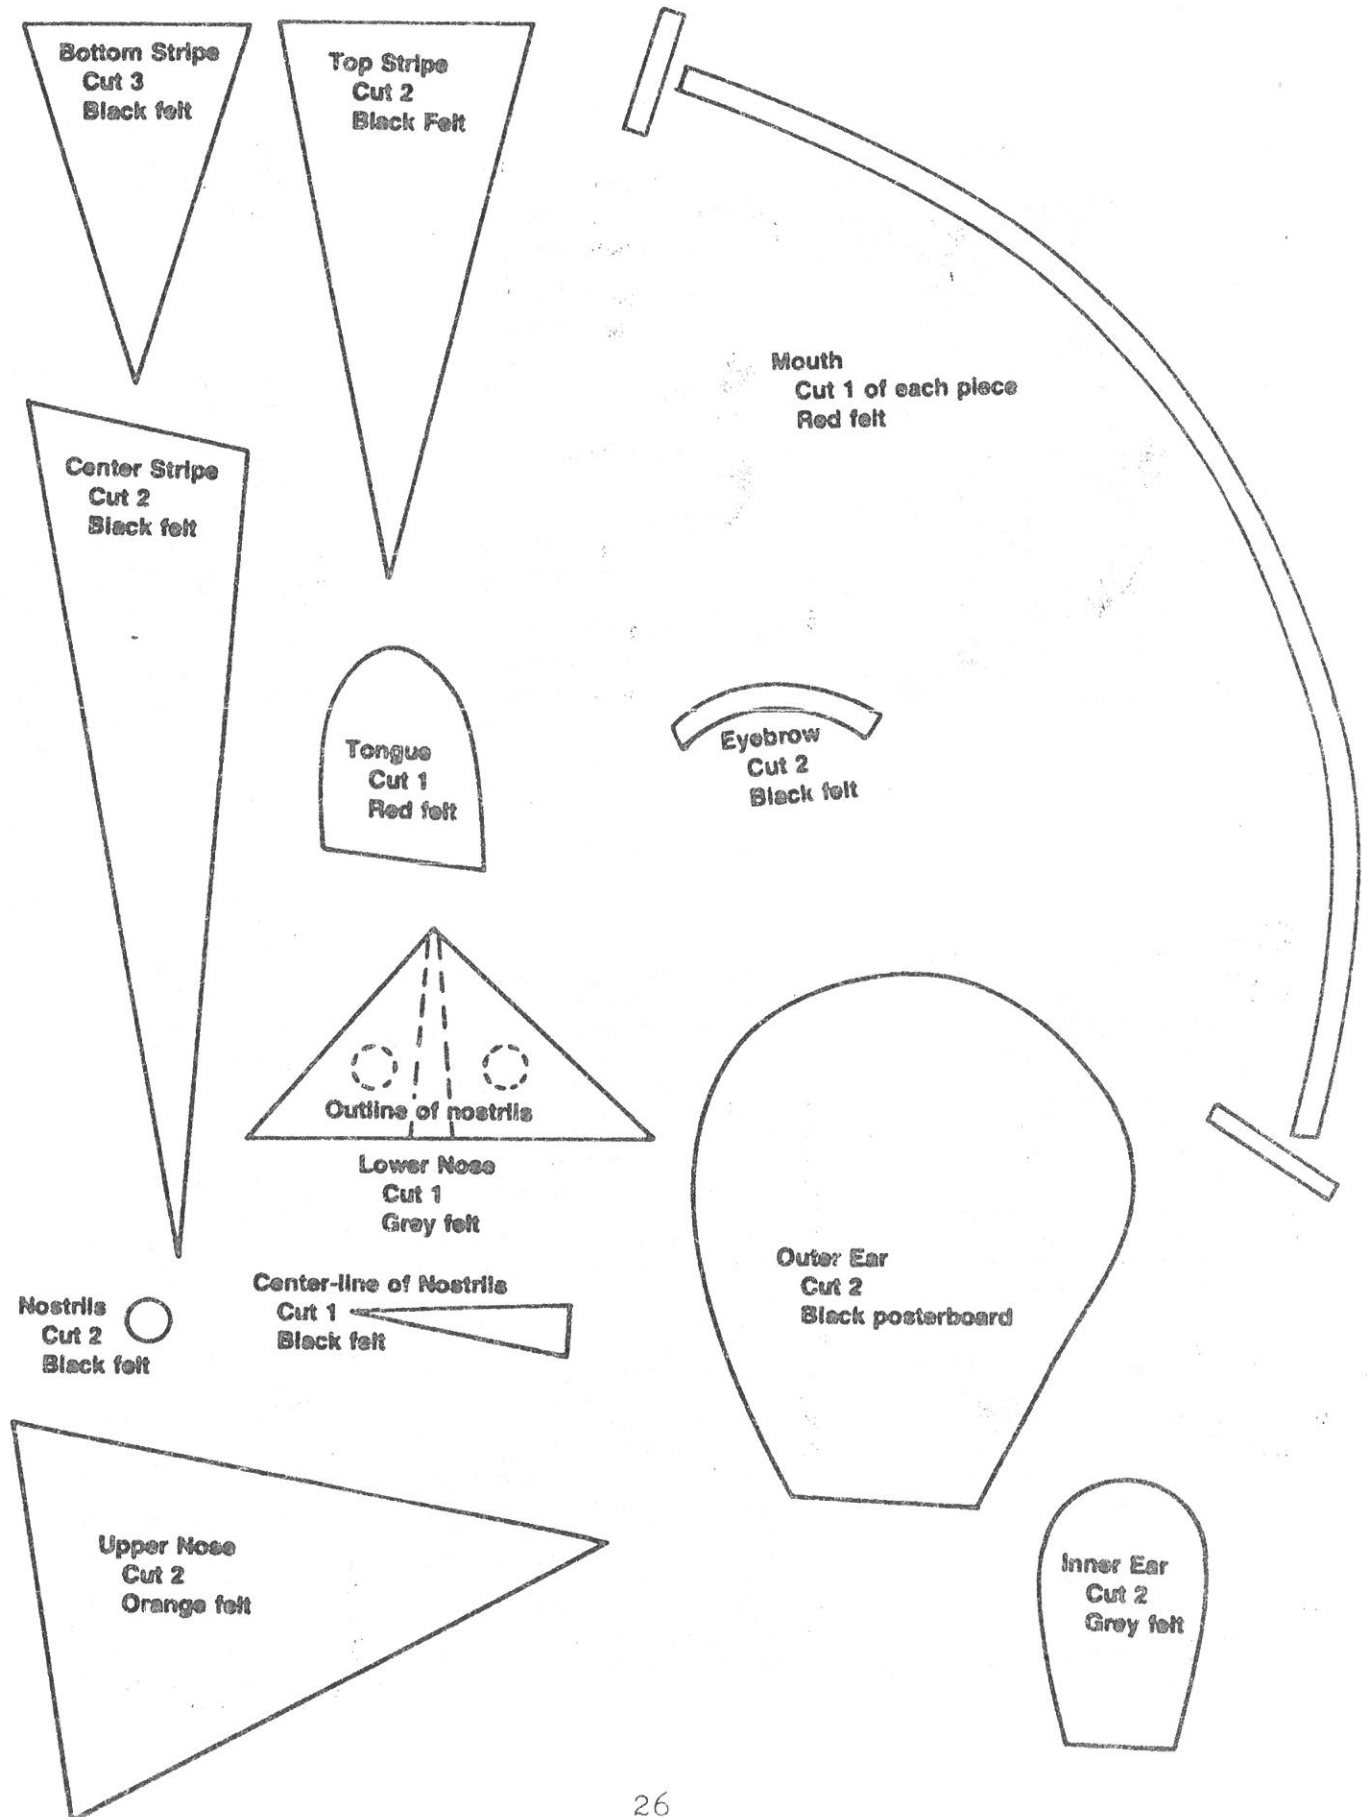 Bottom Stripe
Cut 3
Black felt
Top Stripe
Cut 2
Black Felt
Mouth
Cut 1 of each piece
Red felt
Center Stripe
Cut 2
Black felt
Tongue
Cut 1
Red felt
Eyebrow
Cut 2
Black felt
Outline of nostrils
Lower Nose
Cut 1
Grey felt
Center-line of Nostrils
Cut 1
Black felt
Nostrils
Cut 2
Black felt
Outer Ear
Cut 2
Black posterboard
Upper Nose
Cut 2
Orange felt
Inner Ear
Cut 2
Grey felt
26